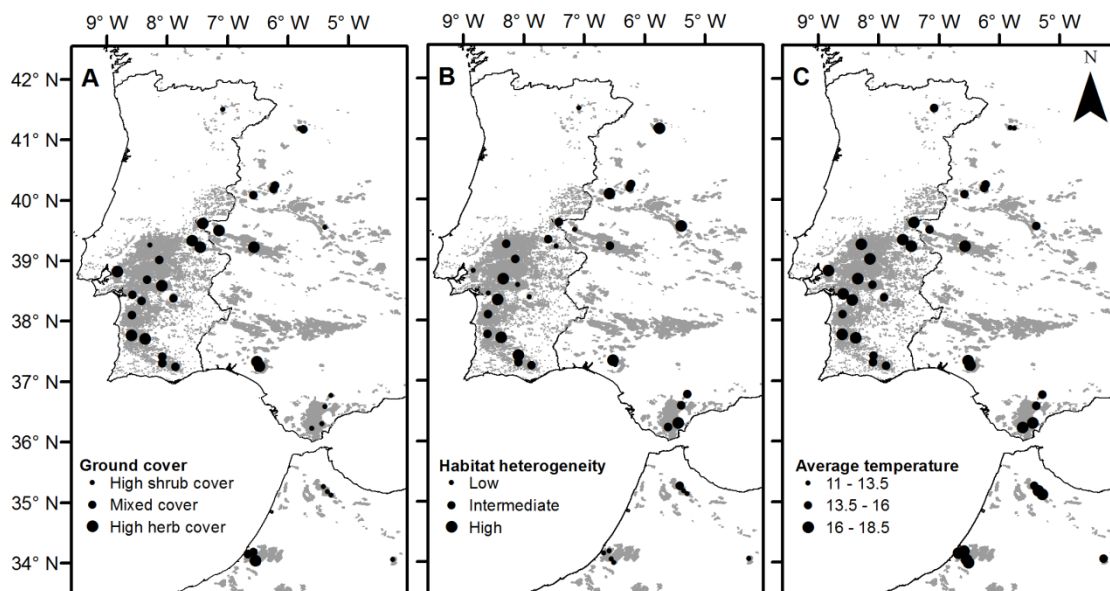 9° W 8° W 7° W 6° W 5° W
9° W 8° W 7° W 6° W 5° W
9° W 8° W 7° W 6° W 5° W
A
B
C
N
42° N
41° N
40° N
39° N
38° N
37° N
36° N
35° N
34° N
Ground cover
High shrub cover
Mixed cover
High herb cover
Habitat heterogeneity
Low
Intermediate
High
Average temperature
11 - 13.5
13.5 - 16
16 - 18.5